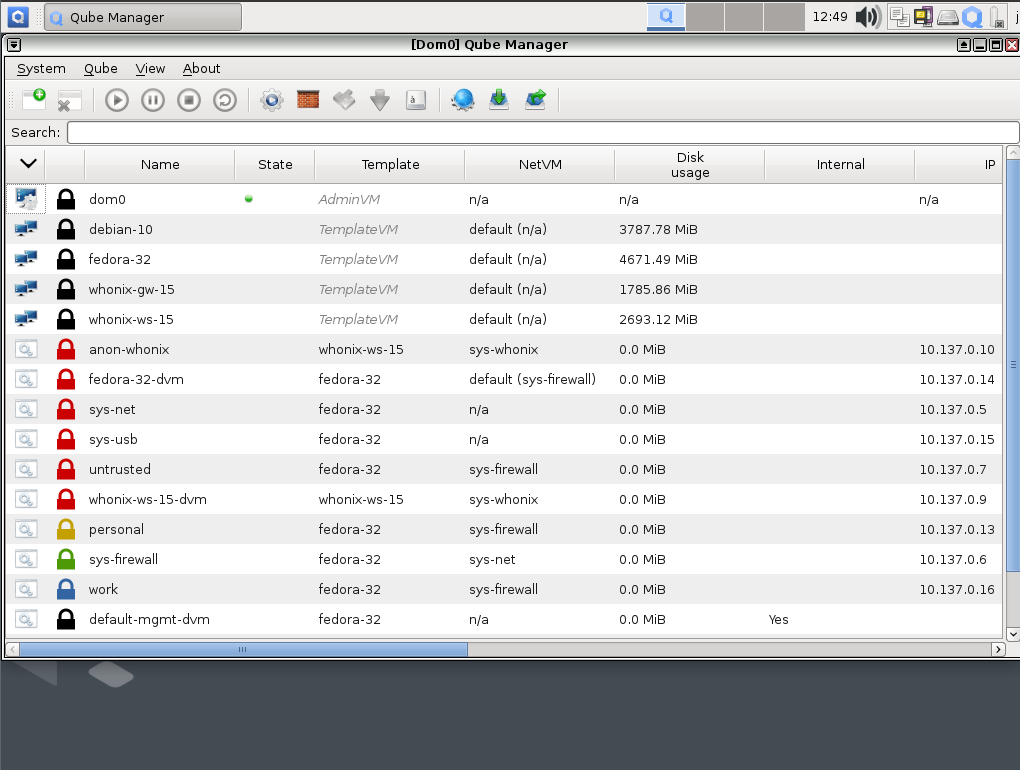 Qube Manager
12:49
[Dom0] Qube Manager
System Qube View About
Search:
Name State Template NetVM Disk usage Internal IP
dom0 AdminVM n/a n/a n/a
debian-10 TemplateVM default (n/a) 3787.78 MiB
fedora-32 TemplateVM default (n/a) 4671.49 MiB
whonix-gw-15 TemplateVM default (n/a) 1785.86 MiB
whonix-ws-15 TemplateVM default (n/a) 2693.12 MiB
anon-whonix whonix-ws-15 sys-whonix 0.0 MiB 10.137.0.10
fedora-32-dvm fedora-32 default (sys-firewall) 0.0 MiB 10.137.0.14
sys-net fedora-32 n/a 0.0 MiB 10.137.0.5
sys-usb fedora-32 n/a 0.0 MiB 10.137.0.15
untrusted fedora-32 sys-firewall 0.0 MiB 10.137.0.7
whonix-ws-15-dvm whonix-ws-15 sys-whonix 0.0 MiB 10.137.0.9
personal fedora-32 sys-firewall 0.0 MiB 10.137.0.13
sys-firewall fedora-32 sys-net 0.0 MiB 10.137.0.6
work fedora-32 sys-firewall 0.0 MiB 10.137.0.16
default-mgmt-dvm fedora-32 n/a 0.0 MiB Yes